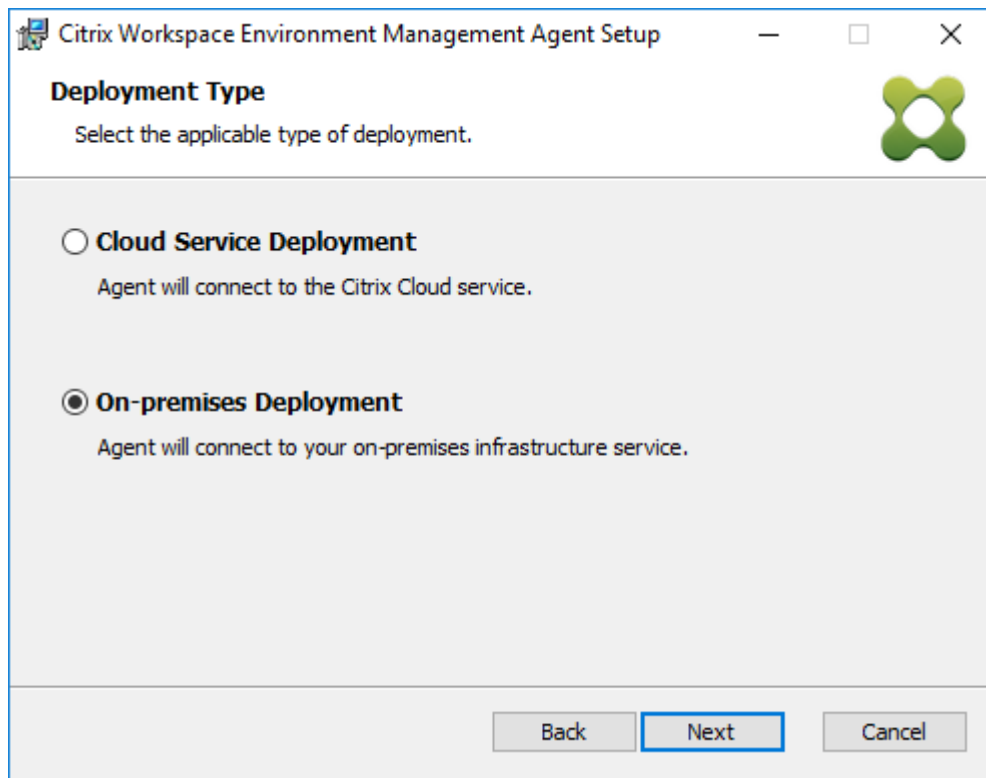 Citrix Workspace Environment Management Agent Setup
Deployment Type
Select the applicable type of deployment.
Cloud Service Deployment
Agent will connect to the Citrix Cloud service.
On-premises Deployment
Agent will connect to your on-premises infrastructure service.
Back Next Cancel